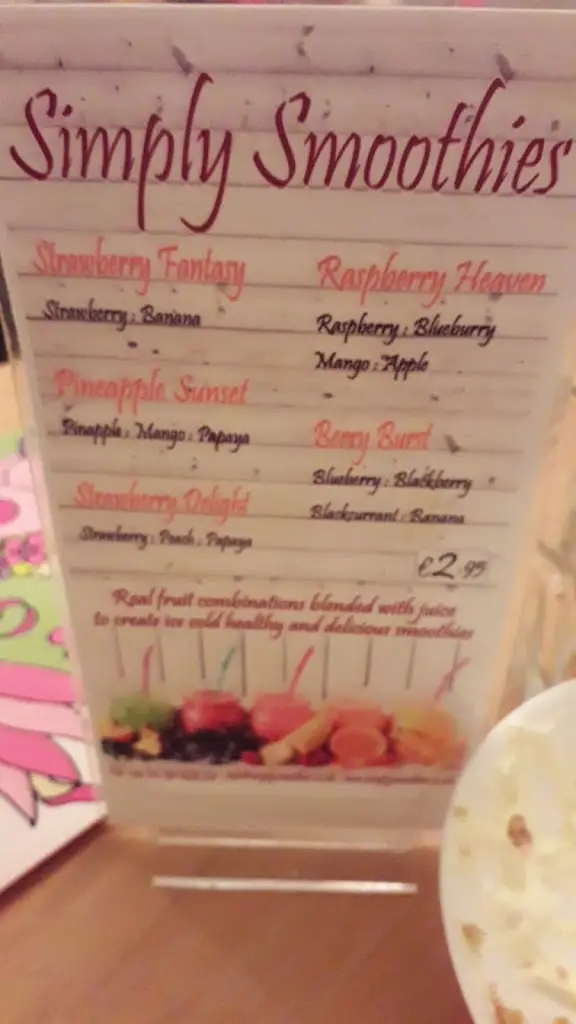 Simply Smoothies
Strawberry Fantasy
Strawberry : Banana
Pineapple Sunset
Pinapple : Mango : Papaya
Strawberry Delight
Strawberry : Peach : Papaya
Raspberry Heaven
Raspberry : Blueburry
Mango : Apple
Berry Burst
Blueberry : Blackberry
Blackcurrant : Banana
€2.95
Real fruit combinations blended with juice
to create ice cold healthy and delicious smoothies